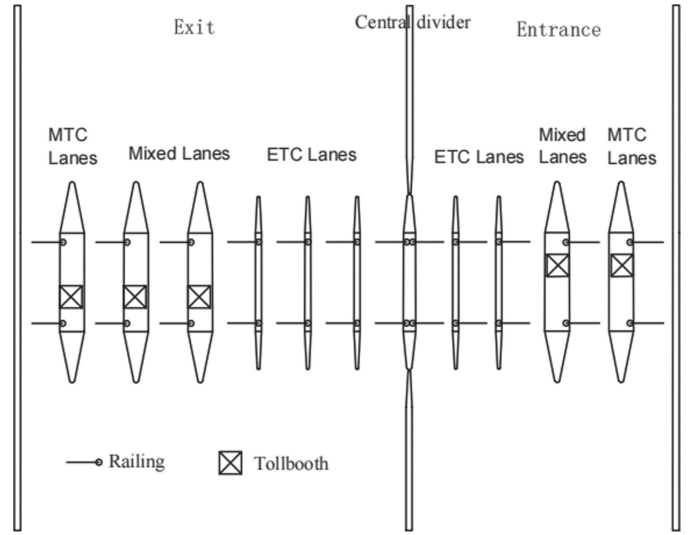 Exit
Central divider
Entrance
MTC
Lanes
Mixed Lanes
ETC Lanes
ETC Lanes
Mixed
Lanes
MTC
Lanes
Railing
Tollbooth